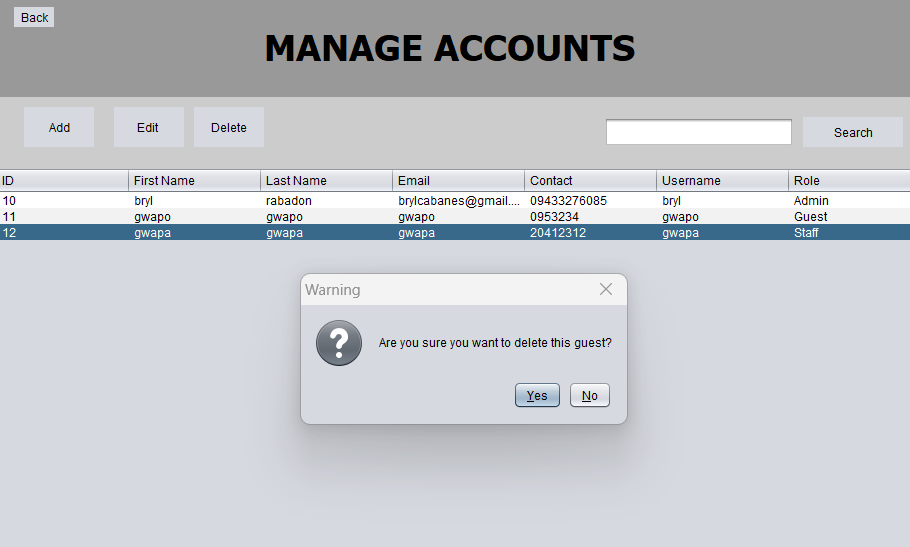 Back
MANAGE ACCOUNTS
Add Edit Delete Search
ID First Name Last Name Email Contact Username Role
10 bryl rabadon brylcabanes@gmail.... 09433276085 bryl Admin
11 gwapo gwapo gwapo 0953234 gwapo Guest
12 gwapa gwapa gwapa 20412312 gwapa Staff
Warning
?
Are you sure you want to delete this guest?
Yes No